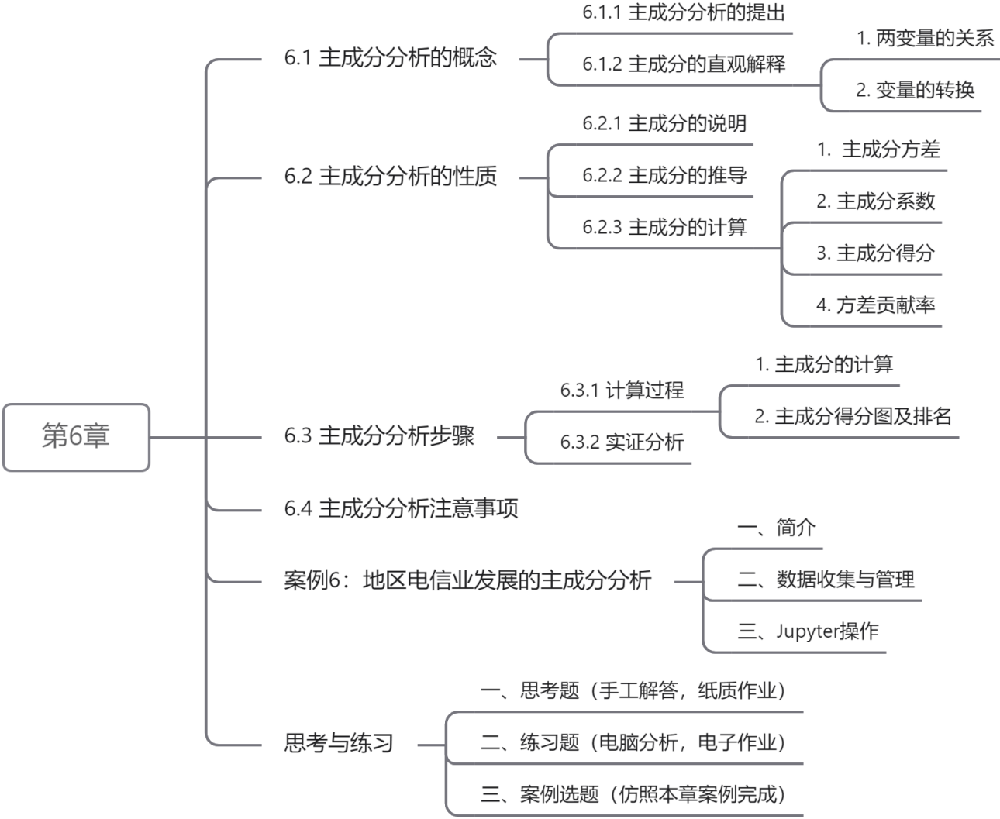 第6章
6.1 主成分分析的概念
6.1.1 主成分分析的提出
6.1.2 主成分的直观解释
1. 两变量的关系
2. 变量的转换
6.2 主成分分析的性质
6.2.1 主成分的说明
6.2.2 主成分的推导
6.2.3 主成分的计算
1. 主成分方差
2. 主成分系数
3. 主成分得分
4. 方差贡献率
6.3 主成分分析步骤
6.3.1 计算过程
1. 主成分的计算
2. 主成分得分图及排名
6.3.2 实证分析
6.4 主成分分析注意事项
案例6：地区电信业发展的主成分分析
一、简介
二、数据收集与管理
三、Jupyter操作
思考与练习
一、思考题（手工解答，纸质作业）
二、练习题（电脑分析，电子作业）
三、案例选题（仿照本章案例完成）